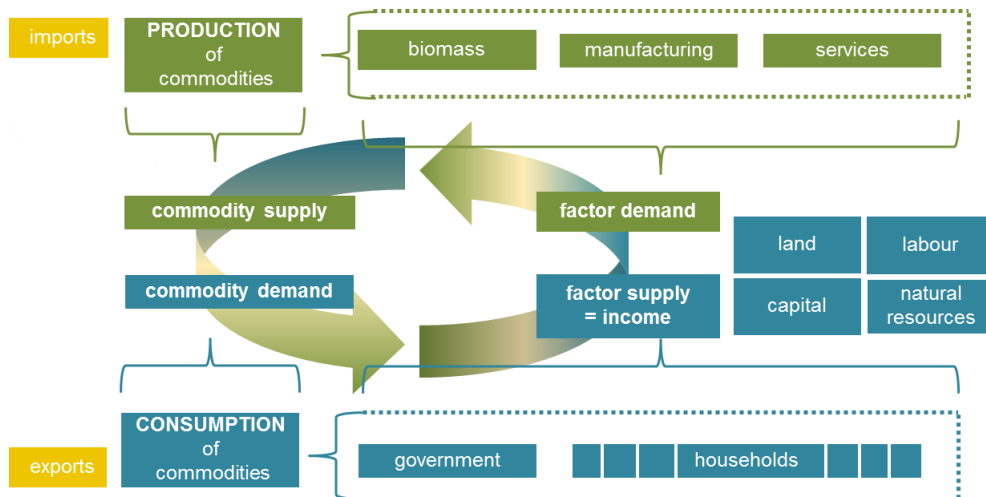 imports
PRODUCTION
of
commodities
biomass
manufacturing
services
commodity supply
factor demand
land
labour
commodity demand
factor supply
= income
capital
natural
resources
CONSUMPTION
of
commodities
exports
government
households